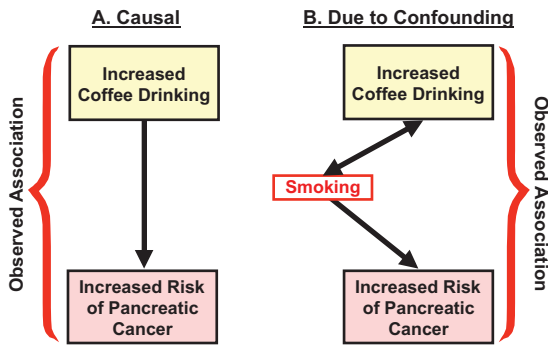 A. Causal
Observed Association
Increased
Coffee Drinking
Increased Risk
of Pancreatic
Cancer
B. Due to Confounding
Increased
Coffee Drinking
Smoking
Increased Risk
of Pancreatic
Cancer
Observed
Association